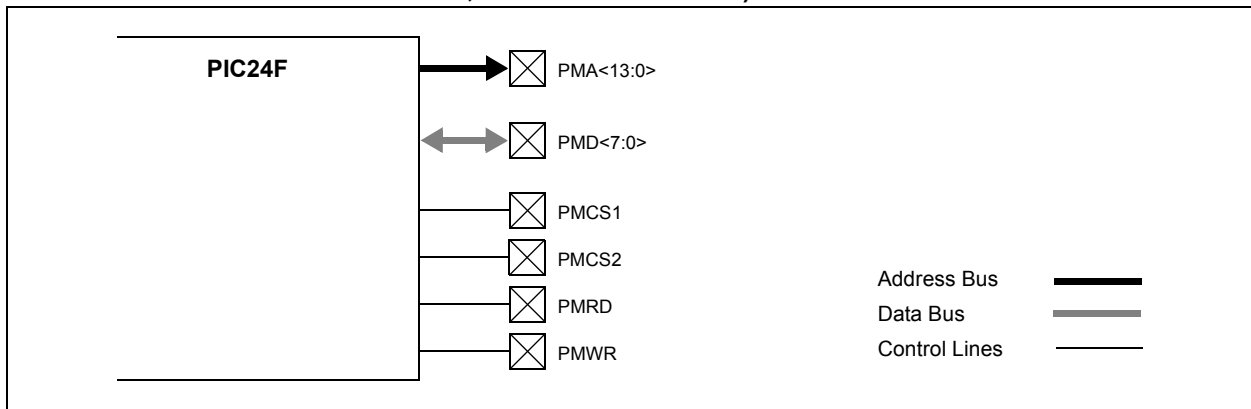 PIC24F
PMA<13:0>
PMD<7:0>
PMCS1
PMCS2
PMRD
PMWR
Address Bus
Data Bus
Control Lines